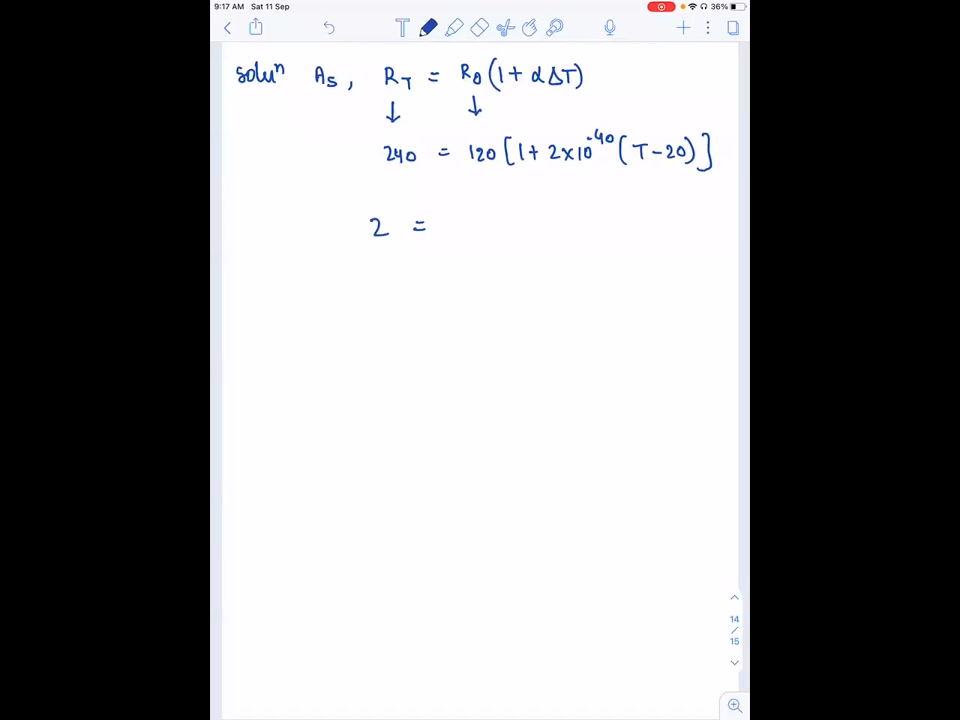 9:17 AM Sat 11 Sep 36%
T
soluⁿ As, R_T = R_0 (1 + α ΔT)
↓ ↓
240 = 120 [1 + 2×10⁻⁴⁰ (T - 20)]
2 =
14
/
15